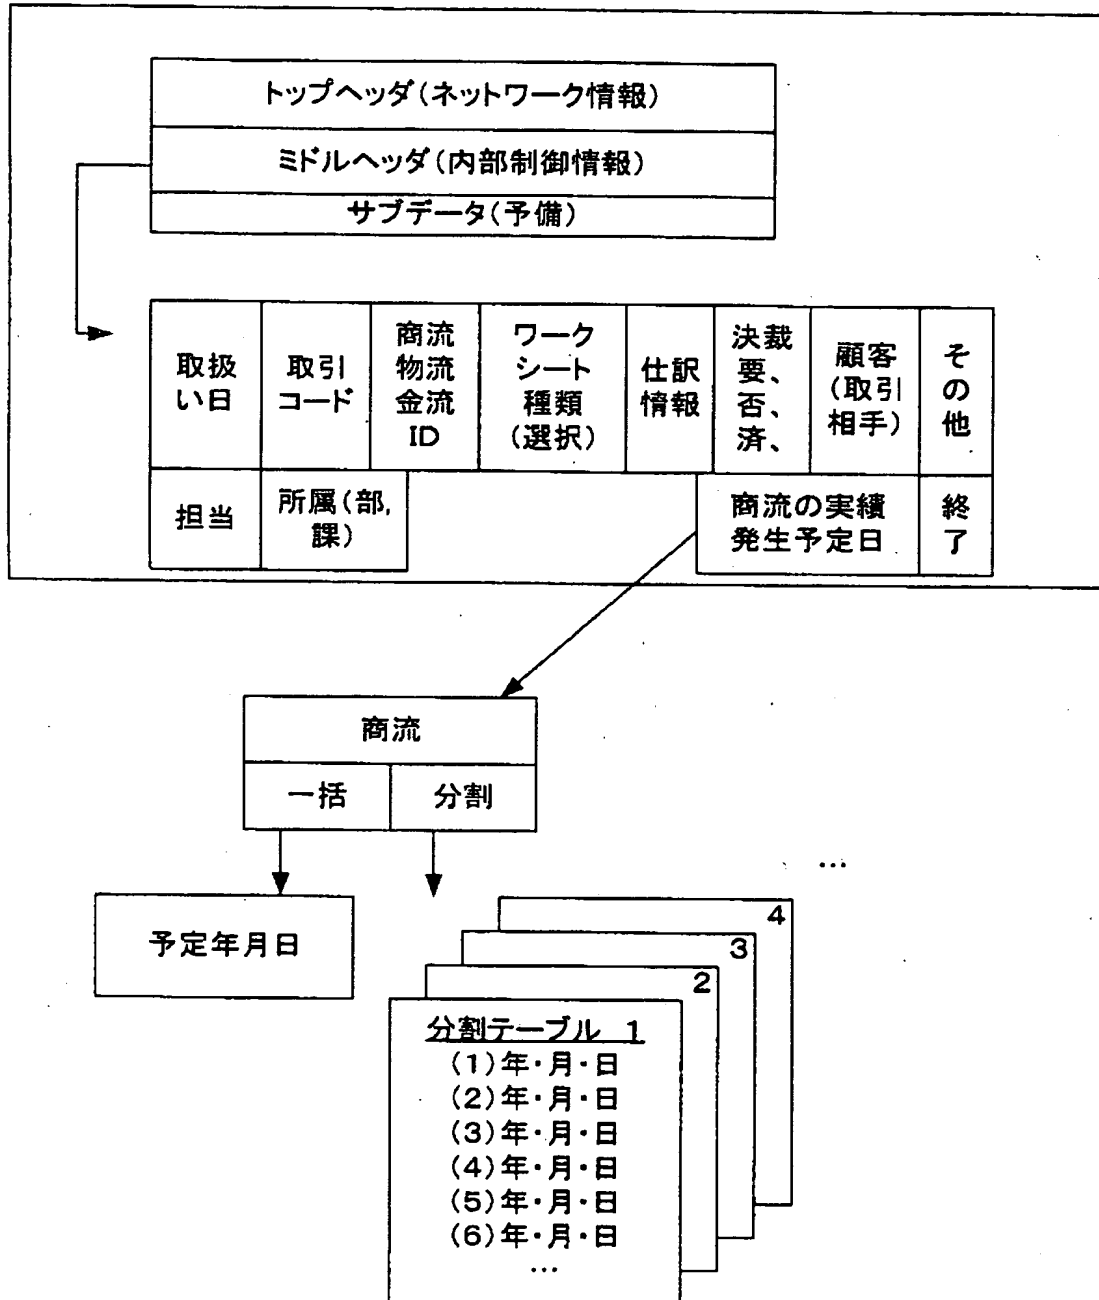 トップヘッダ(ネットワーク情報)
ミドルヘッダ(内部制御情報)
サブデータ(予備)
取扱
い日
取引
コード
商流
物流
金流
ID
ワーク
シート
種類
(選択)
仕訳
情報
決裁
要、
否、
済、
顧客
(取引
相手)
そ
の
他
担当
所属(部,
課)
商流の実績
発生予定日
終
了
商流
一括
分割
予定年月日
…
4
3
2
分割テーブル 1
(1)年・月・日
(2)年・月・日
(3)年・月・日
(4)年・月・日
(5)年・月・日
(6)年・月・日
…